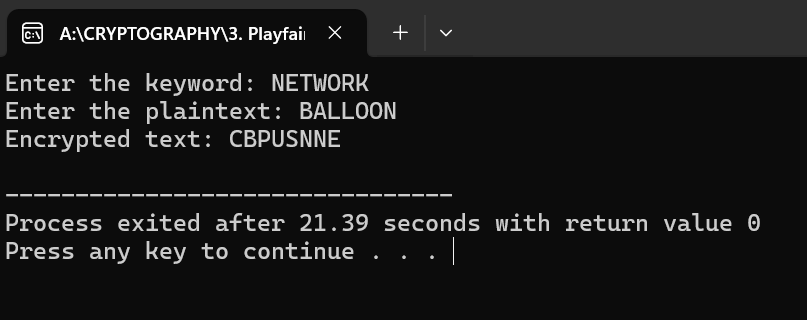 A:\CRYPTOGRAPHY\3. Playfai
Enter the keyword: NETWORK
Enter the plaintext: BALLOON
Encrypted text: CBPUSNNE
--------------------------------
Process exited after 21.39 seconds with return value 0
Press any key to continue . . .